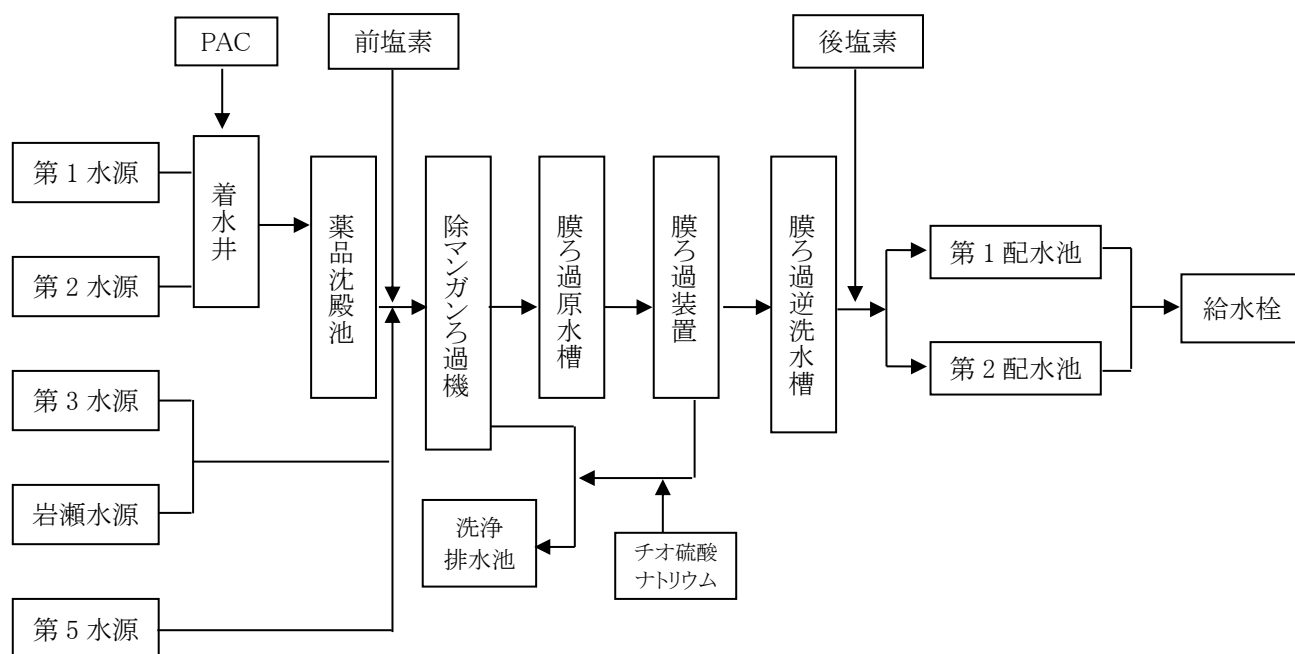 PAC
前塩素
後塩素
第1水源
第2水源
第3水源
岩瀬水源
第5水源
着水井
薬品沈殿池
除マンガンろ過機
膜ろ過原水槽
膜ろ過装置
膜ろ過逆洗水槽
第1配水池
第2配水池
給水栓
洗浄
排水池
チオ硫酸
ナトリウム